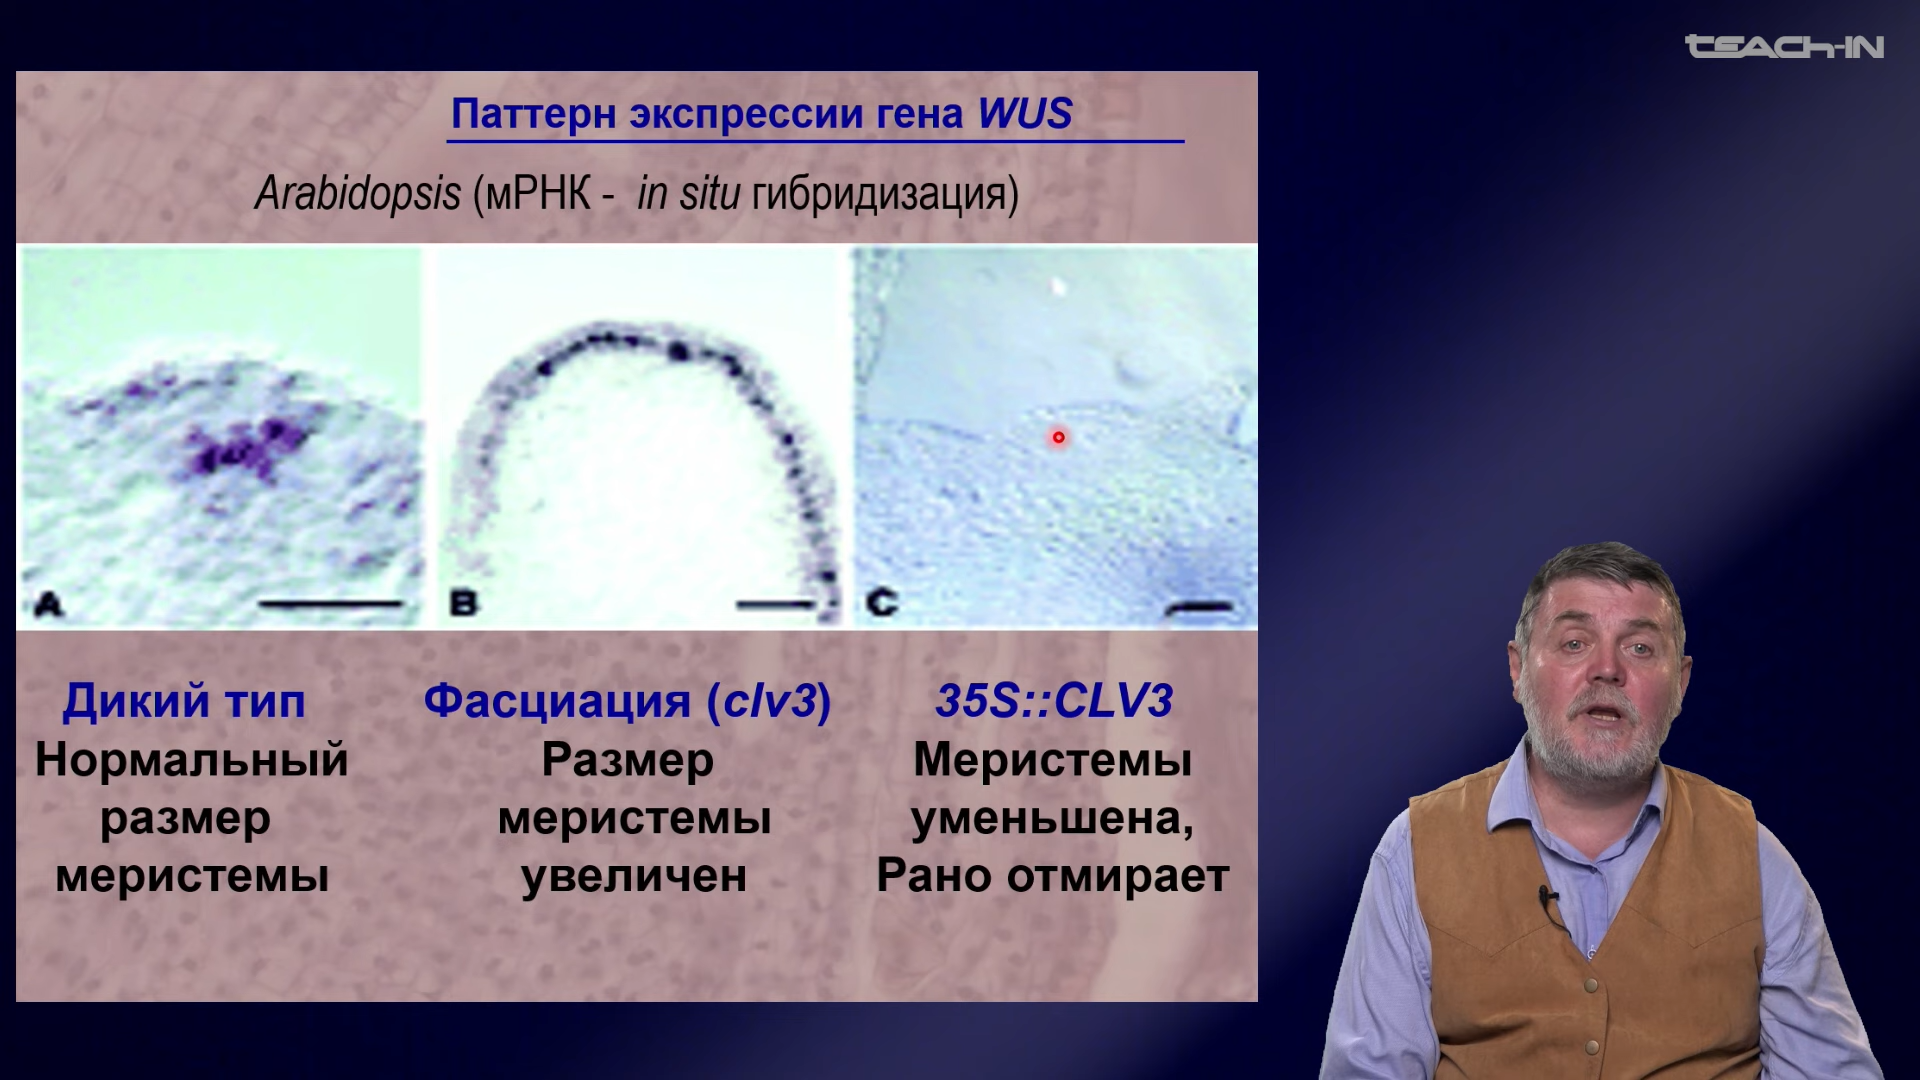 TEACH-IN
Паттерн экспрессии гена WUS
Arabidopsis (мРНК - in situ гибридизация)
A B C
Дикий тип
Нормальный
размер
меристемы
Фасциация (clv3)
Размер
меристемы
увеличен
35S::CLV3
Меристемы
уменьшена,
Рано отмирает